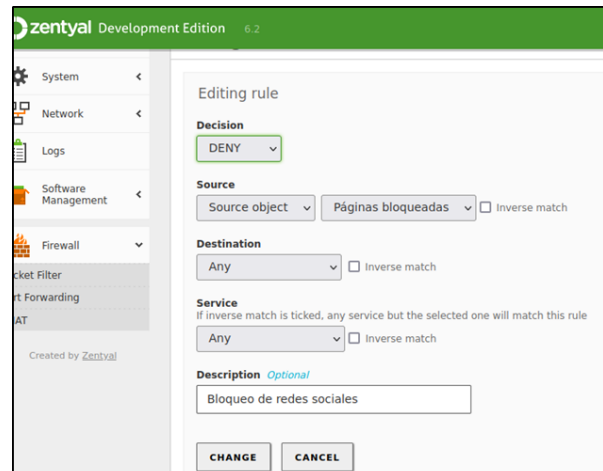 zentyal Development Edition 6.2
System
Network
Logs
Software
Management
Firewall
cket Filter
rt Forwarding
NAT
Created by Zentyal
Editing rule
Decision
DENY
Source
Source object Páginas bloqueadas Inverse match
Destination
Any Inverse match
Service
If inverse match is ticked, any service but the selected one will match this rule
Any Inverse match
Description Optional
Bloqueo de redes sociales
CHANGE CANCEL